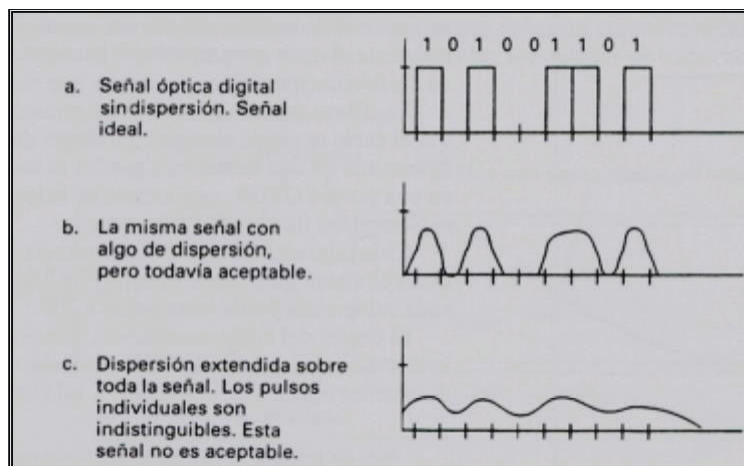 1 0 1 0 0 1 1 0 1
a. Señal óptica digital
sindispersión. Señal
ideal.
b. La misma señal con
algo de dispersión,
pero todavía aceptable.
c. Dispersión extendida sobre
toda la señal. Los pulsos
individuales son
indistinguibles. Esta
señal no es aceptable.